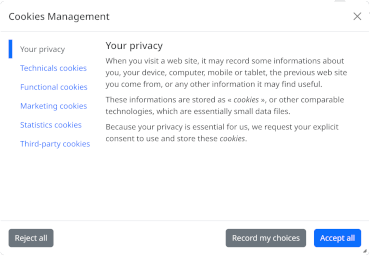 Cookies Management
Your privacy
Technicals cookies
Functional cookies
Marketing cookies
Statistics cookies
Third-party cookies
Your privacy
When you visit a web site, it may record some informations about
you, your device, computer, mobile or tablet, the previous web site
you come from, or any other information it may find useful.
These informations are stored as « cookies », or other comparable
technologies, which are essentially small data files.
Because your privacy is essential for us, we request your explicit
consent to use and store these cookies.
Reject all
Record my choices
Accept all